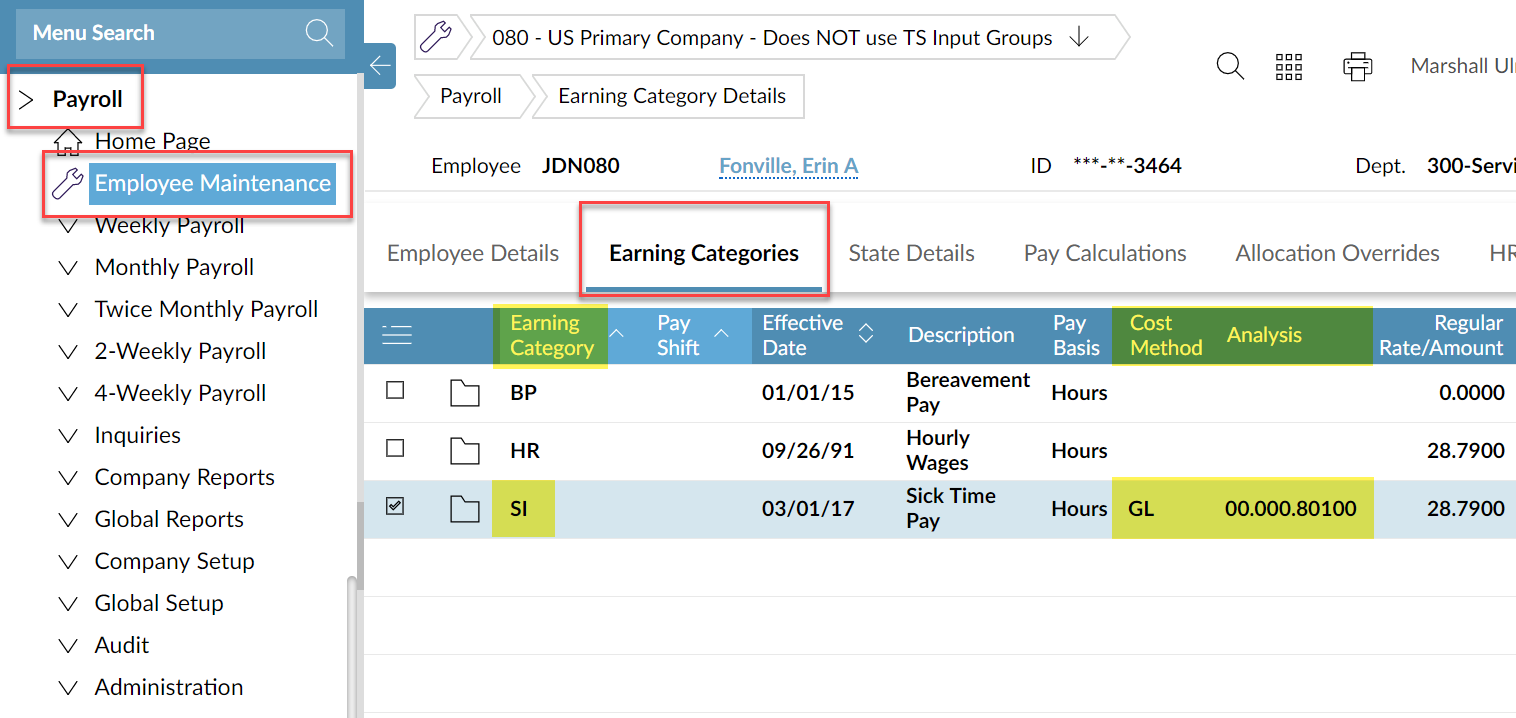 Menu Search
Payroll
Home Page
Employee Maintenance
Weekly Payroll
Monthly Payroll
Twice Monthly Payroll
2-Weekly Payroll
4-Weekly Payroll
Inquiries
Company Reports
Global Reports
Company Setup
Global Setup
Audit
Administration
080 - US Primary Company - Does NOT use TS Input Groups
Marshall Ul
Payroll Earning Category Details
Employee JDN080 Fonville, Erin A ID ***-**-3464 Dept. 300-Servi
Employee Details Earning Categories State Details Pay Calculations Allocation Overrides HR
Earning Category Pay Shift Effective Date Description Pay Basis Cost Method Analysis Regular Rate/Amount
BP 01/01/15 Bereavement Pay Hours 0.0000
HR 09/26/91 Hourly Wages Hours 28.7900
SI 03/01/17 Sick Time Pay Hours GL 00.000.80100 28.7900